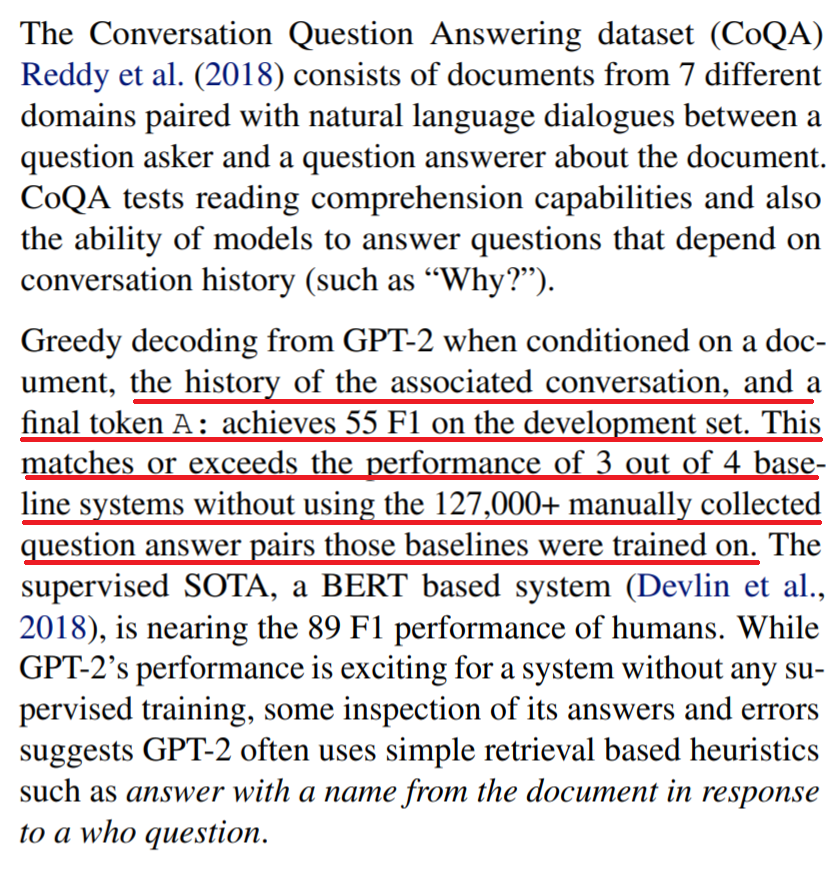 The Conversation Question Answering dataset (CoQA)
Reddy et al. (2018) consists of documents from 7 different
domains paired with natural language dialogues between a
question asker and a question answerer about the document.
CoQA tests reading comprehension capabilities and also
the ability of models to answer questions that depend on
conversation history (such as “Why?”).
Greedy decoding from GPT-2 when conditioned on a doc-
ument, the history of the associated conversation, and a
final token A: achieves 55 F1 on the development set. This
matches or exceeds the performance of 3 out of 4 base-
line systems without using the 127,000+ manually collected
question answer pairs those baselines were trained on. The
supervised SOTA, a BERT based system (Devlin et al.,
2018), is nearing the 89 F1 performance of humans. While
GPT-2’s performance is exciting for a system without any su-
pervised training, some inspection of its answers and errors
suggests GPT-2 often uses simple retrieval based heuristics
such as answer with a name from the document in response
to a who question.